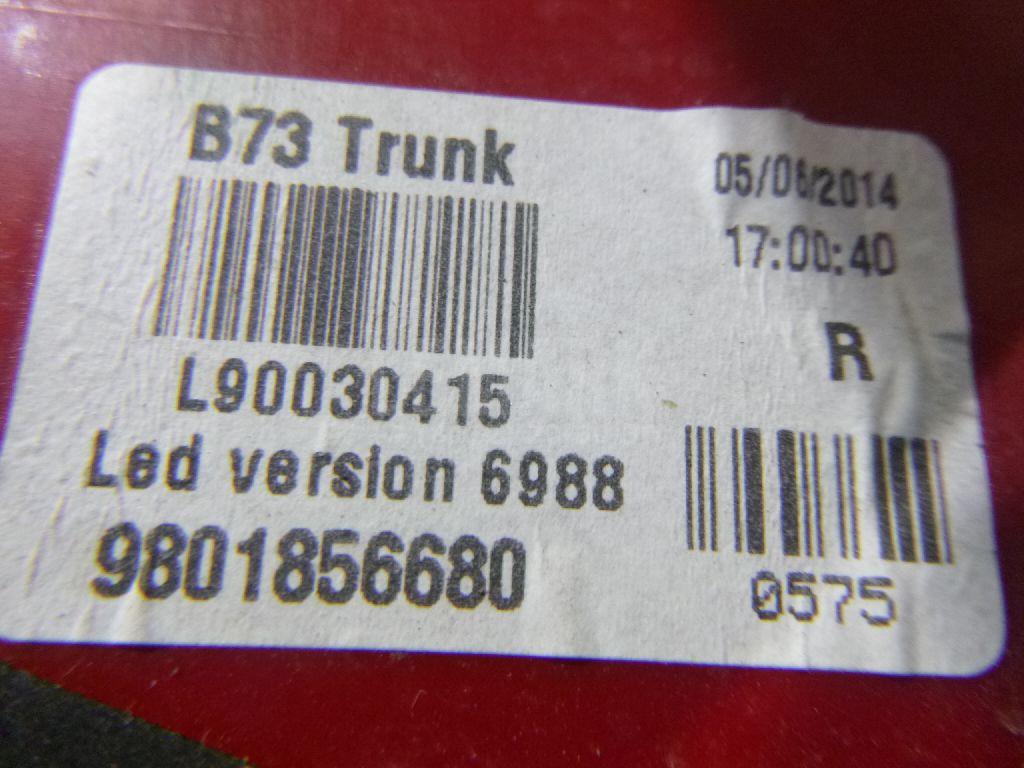 B73 Trunk
05/06/2014
17:00:40
R
L90030415
Led version 6988
9801856680
0575